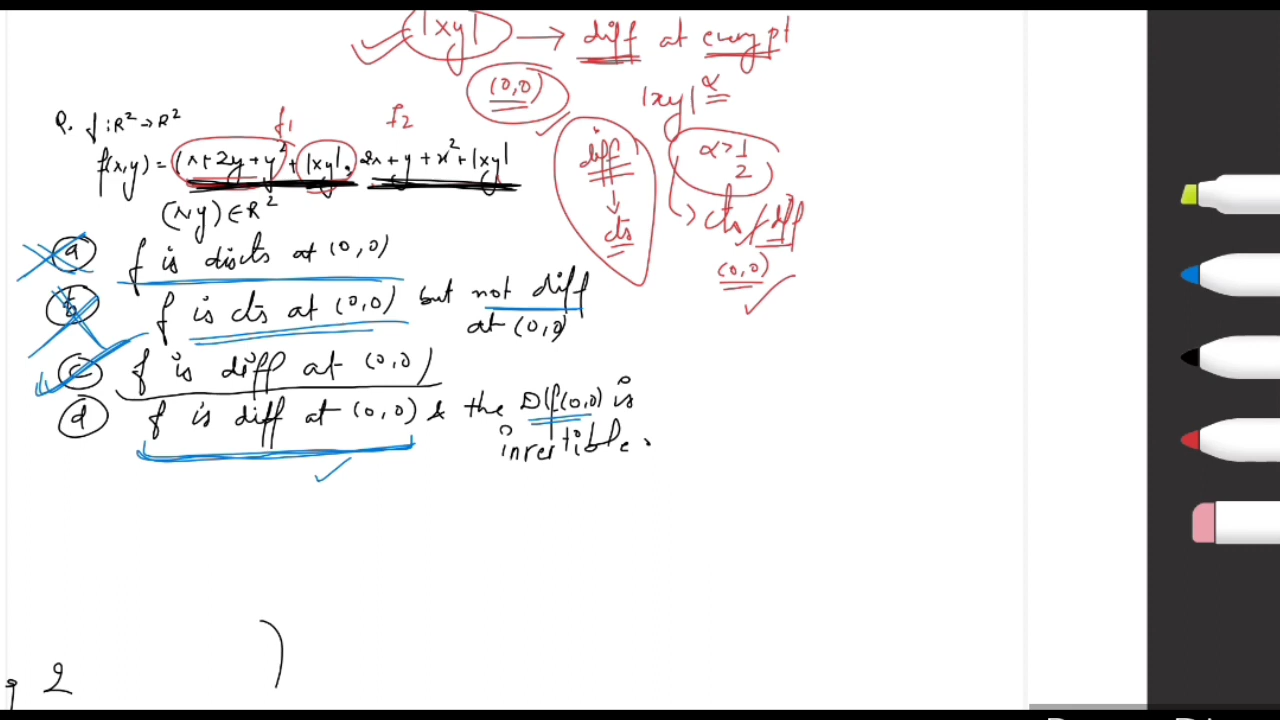 |xy| → diff at every pt
(0,0)
|xy|^α
Q. f:R²→R²
f1
f2
f(x,y) = (x+2y+y²+|xy|, 2x+y+x²+|xy|
(x,y) ∈ R²
diff
↓
cts
α > 1/2
→ cts / diff
(0,0)
(a) f is discts at (0,0)
(b) f is cts at (0,0) but not diff
at (0,0)
(c) f is diff at (0,0)
(d) f is diff at (0,0) & the Df(0,0) is
invertible.
2
)